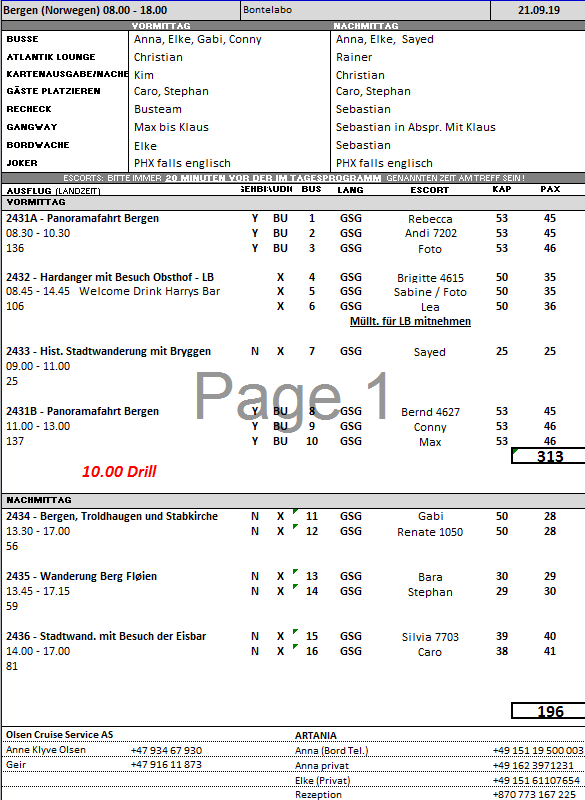 Bergen (Norwegen) 08.00 - 18.00 Bontelabo 21.09.19
VORMITTAG NACHMITTAG
BUSSE Anna, Elke, Gabi, Conny Anna, Elke, Sayed
ATLANTIK LOUNGE Christian Rainer
KARTENAUSGABE/NACHE Kim Christian
GÄSTE PLATZIEREN Caro, Stephan Caro, Stephan
RECHECK Busteam Sebastian
GANGWAY Max bis Klaus Sebastian in Abspr. Mit Klaus
BORDWACHE Elke Sebastian
JOKER PHX falls englisch PHX falls englisch
ESCORTS: BITTE IMMER 20 MINUTEN VOR DER IM TAGESPROGRAMM GENANNTEN ZEIT AM TREFF SEIN!
AUSFLUG (LANDZEIT) GEHBI AUDIO BUS LANG ESCORT KAP PAX
VORMITTAG
2431A - Panoramafahrt Bergen Y BU 1 GSG Rebecca 53 45
08.30 - 10.30 Y BU 2 GSG Andi 7202 53 45
136 Y BU 3 GSG Foto 53 46
2432 - Hardanger mit Besuch Obsthof - LB X 4 GSG Brigitte 4615 50 35
08.45 - 14.45 Welcome Drink Harrys Bar X 5 GSG Sabine / Foto 50 35
106 X 6 GSG Lea 50 36
Müllt. für LB mitnehmen
2433 - Hist. Stadtwanderung mit Bryggen N X 7 GSG Sayed 25 25
09.00 - 11.00
25
Page 1
2431B - Panoramafahrt Bergen Y BU 8 GSG Bernd 4627 53 45
11.00 - 13.00 Y BU 9 GSG Conny 53 46
137 Y BU 10 GSG Max 53 46
313
10.00 Drill
NACHMITTAG
2434 - Bergen, Troldhaugen und Stabkirche N X 11 GSG Gabi 50 28
13.30 - 17.00 N X 12 GSG Renate 1050 50 28
56
2435 - Wanderung Berg Fløien N X 13 GSG Bara 30 29
13.45 - 17.15 N X 14 GSG Stephan 29 30
59
2436 - Stadtwand. mit Besuch der Eisbar N X 15 GSG Silvia 7703 39 40
14.00 - 17.00 N X 16 GSG Caro 38 41
81
196
Olsen Cruise Service AS ARTANIA
Anne Klyve Olsen +47 934 67 930 Anna (Bord Tel.) +49 151 19 500 003
Geir +47 916 11 873 Anna privat +49 162 3971231
Elke (Privat) +49 151 61107654
Rezeption +870 773 167 225